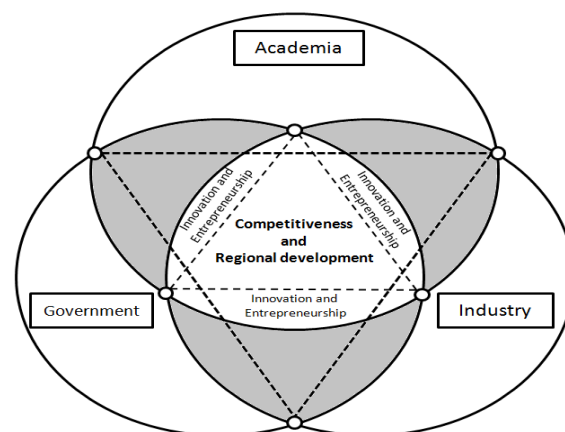 Academia
Innovation and
Entrepreneurship
Innovation and
Entrepreneurship
Competitiveness
and
Regional development
Government
Innovation and
Entrepreneurship
Industry